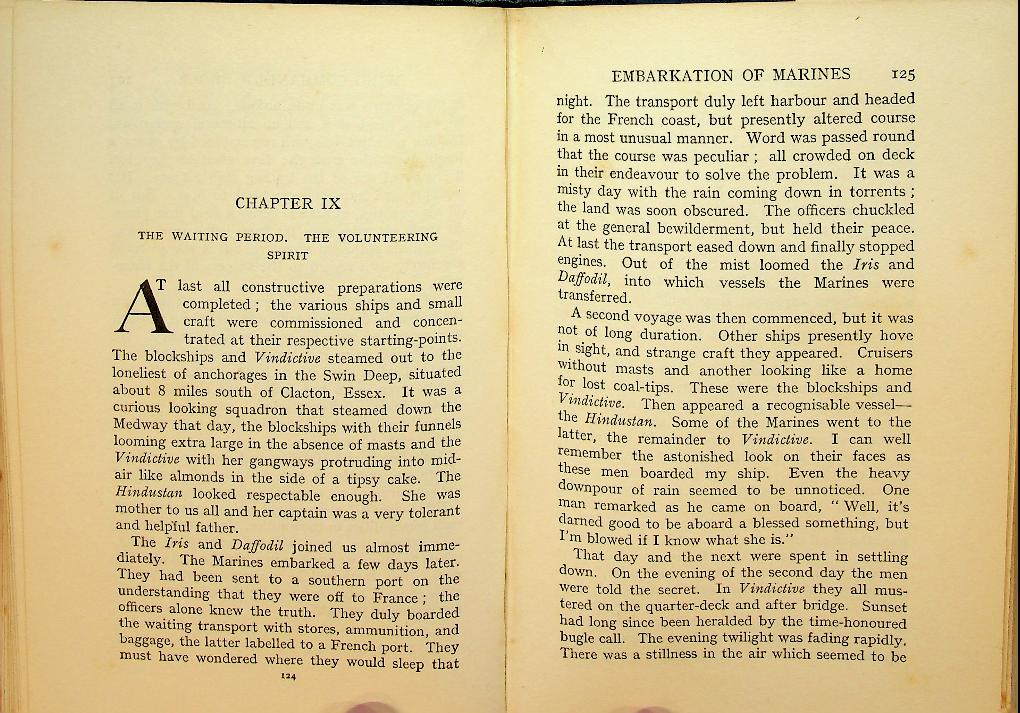 CHAPTER IX
THE WAITING PERIOD. THE VOLUNTEERING
SPIRIT
AT last all constructive preparations were
completed ; the various ships and small
craft were commissioned and concen-
trated at their respective starting-points.
The blockships and Vindictive steamed out to the
loneliest of anchorages in the Swin Deep, situated
about 8 miles south of Clacton, Essex. It was a
curious looking squadron that steamed down the
Medway that day, the blockships with their funnels
looming extra large in the absence of masts and the
Vindictive with her gangways protruding into mid-
air like almonds in the side of a tipsy cake. The
Hindustan looked respectable enough. She was
mother to us all and her captain was a very tolerant
and helpful father.
The Iris and Daffodil joined us almost imme-
diately. The Marines embarked a few days later.
They had been sent to a southern port on the
understanding that they were off to France ; the
officers alone knew the truth. They duly boarded
the waiting transport with stores, ammunition, and
baggage, the latter labelled to a French port. They
must have wondered where they would sleep that
124
EMBARKATION OF MARINES 125
night. The transport duly left harbour and headed
for the French coast, but presently altered course
in a most unusual manner. Word was passed round
that the course was peculiar ; all crowded on deck
in their endeavour to solve the problem. It was a
misty day with the rain coming down in torrents ;
the land was soon obscured. The officers chuckled
at the general bewilderment, but held their peace.
At last the transport eased down and finally stopped
engines. Out of the mist loomed the Iris and
Daffodil, into which vessels the Marines were
transferred.
A second voyage was then commenced, but it was
not of long duration. Other ships presently hove
in sight, and strange craft they appeared. Cruisers
without masts and another looking like a home
for lost coal-tips. These were the blockships and
Vindictive. Then appeared a recognisable vessel—
the Hindustan. Some of the Marines went to the
latter, the remainder to Vindictive. I can well
remember the astonished look on their faces as
these men boarded my ship. Even the heavy
downpour of rain seemed to be unnoticed. One
man remarked as he came on board, " Well, it's
darned good to be aboard a blessed something, but
I'm blowed if I know what she is."
That day and the next were spent in settling
down. On the evening of the second day the men
were told the secret. In Vindictive they all mus-
tered on the quarter-deck and after bridge. Sunset
had long since been heralded by the time-honoured
bugle call. The evening twilight was fading rapidly.
There was a stillness in the air which seemed to be